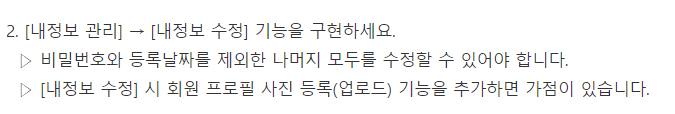 2. [내정보 관리] → [내정보 수정] 기능을 구현하세요.
▷ 비밀번호와 등록날짜를 제외한 나머지 모두를 수정할 수 있어야 합니다.
▷ [내정보 수정] 시 회원 프로필 사진 등록(업로드) 기능을 추가하면 가점이 있습니다.